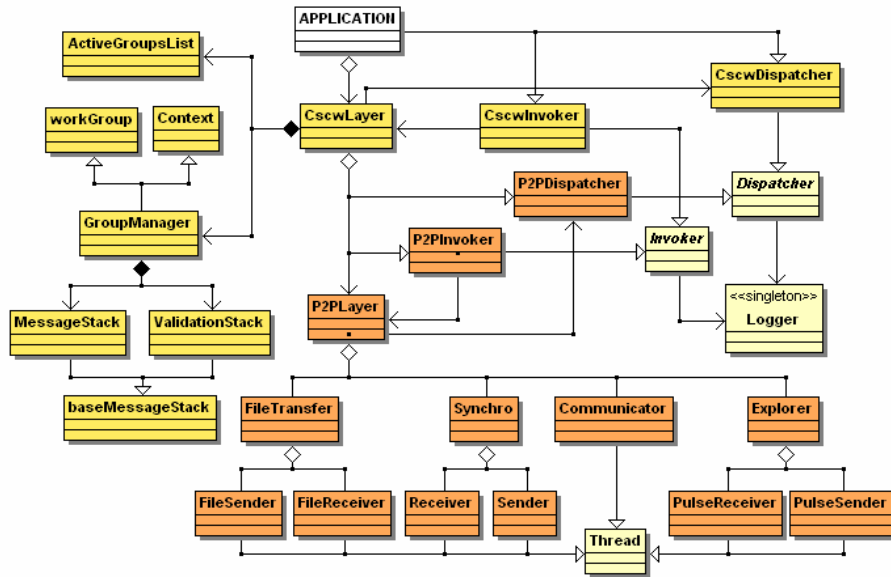 APPLICATION
ActiveGroupsList
CscwDispatcher
workGroup
Context
CscwLayer
CscwInvoker
P2PDispatcher
Dispatcher
GroupManager
P2PInvoker
Invoker
<<singleton>>
Logger
MessageStack
ValidationStack
P2PLayer
baseMessageStack
FileTransfer
Synchro
Communicator
Explorer
FileSender
FileReceiver
Receiver
Sender
PulseReceiver
PulseSender
Thread